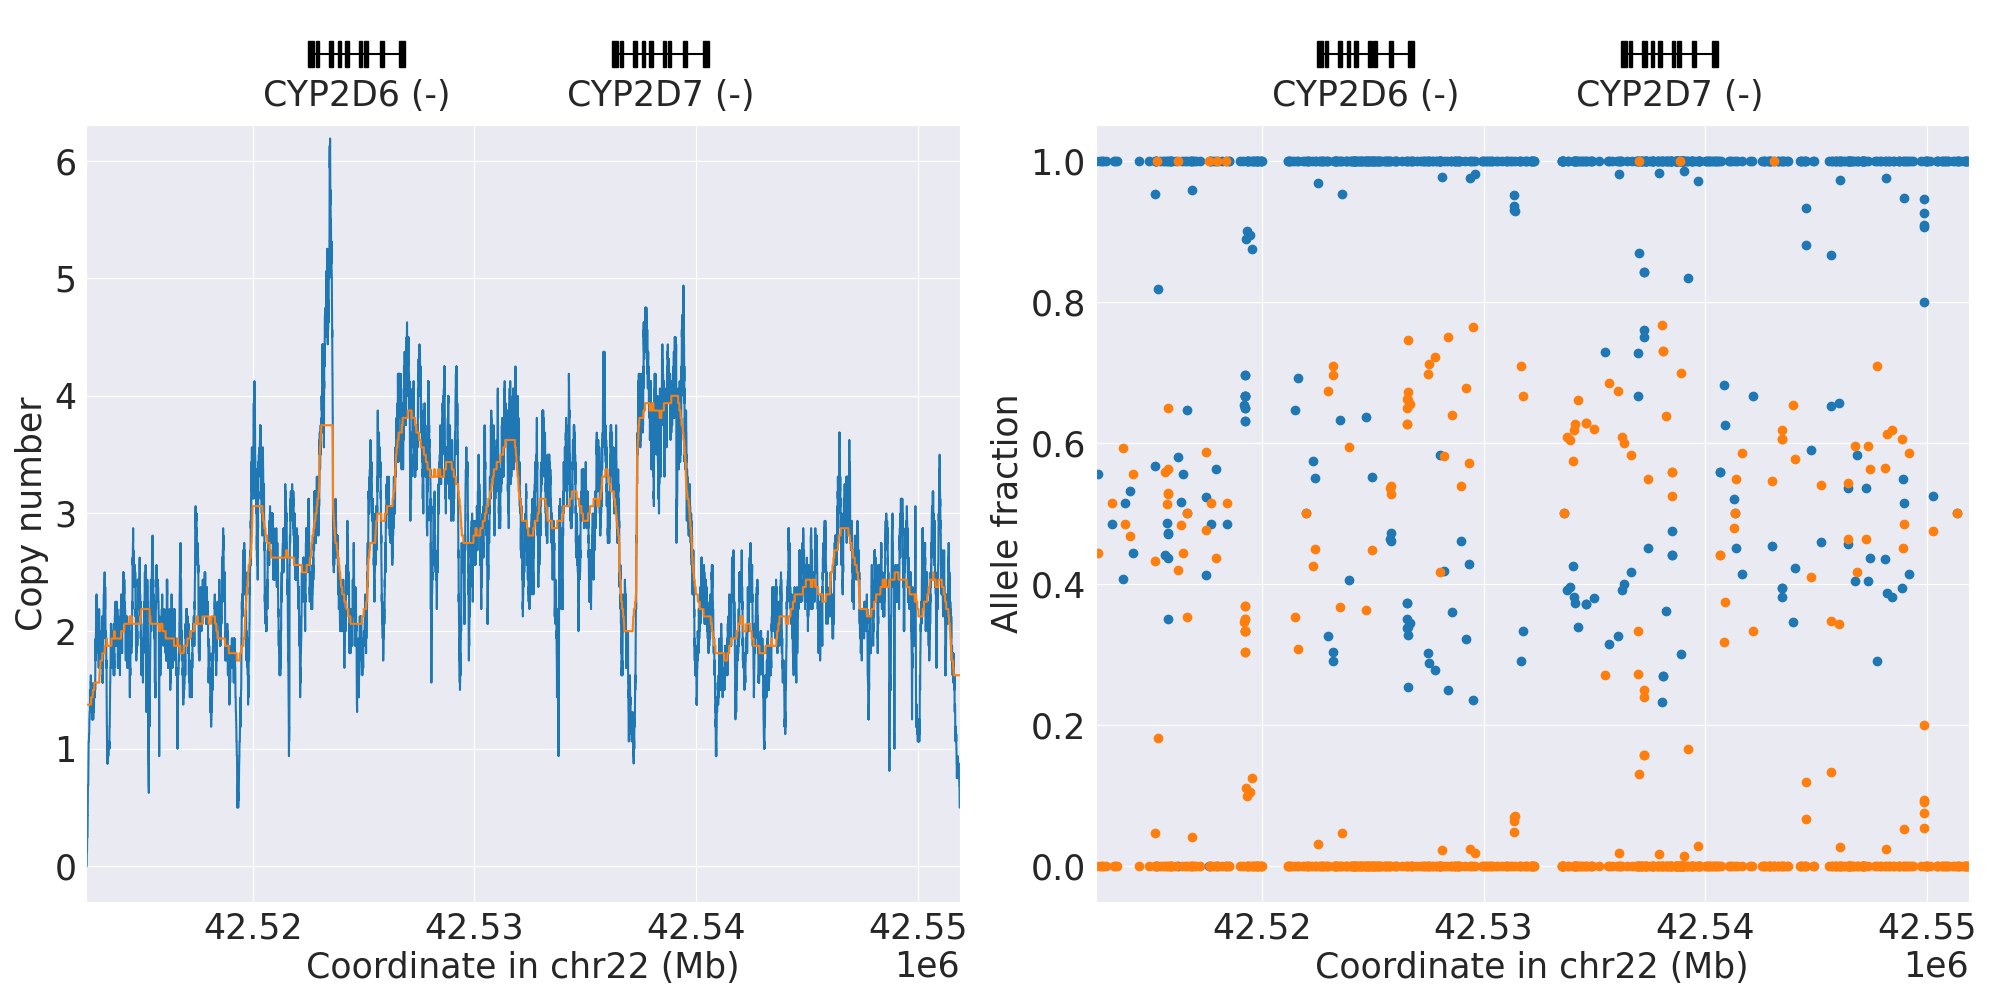 CYP2D6 (-) CYP2D7 (-)
6
5
4
3
2
1
0
Copy number
42.52 42.53 42.54 42.55
Coordinate in chr22 (Mb) 1e6
CYP2D6 (-) CYP2D7 (-)
1.0
0.8
0.6
0.4
0.2
0.0
Allele fraction
42.52 42.53 42.54 42.55
Coordinate in chr22 (Mb) 1e6